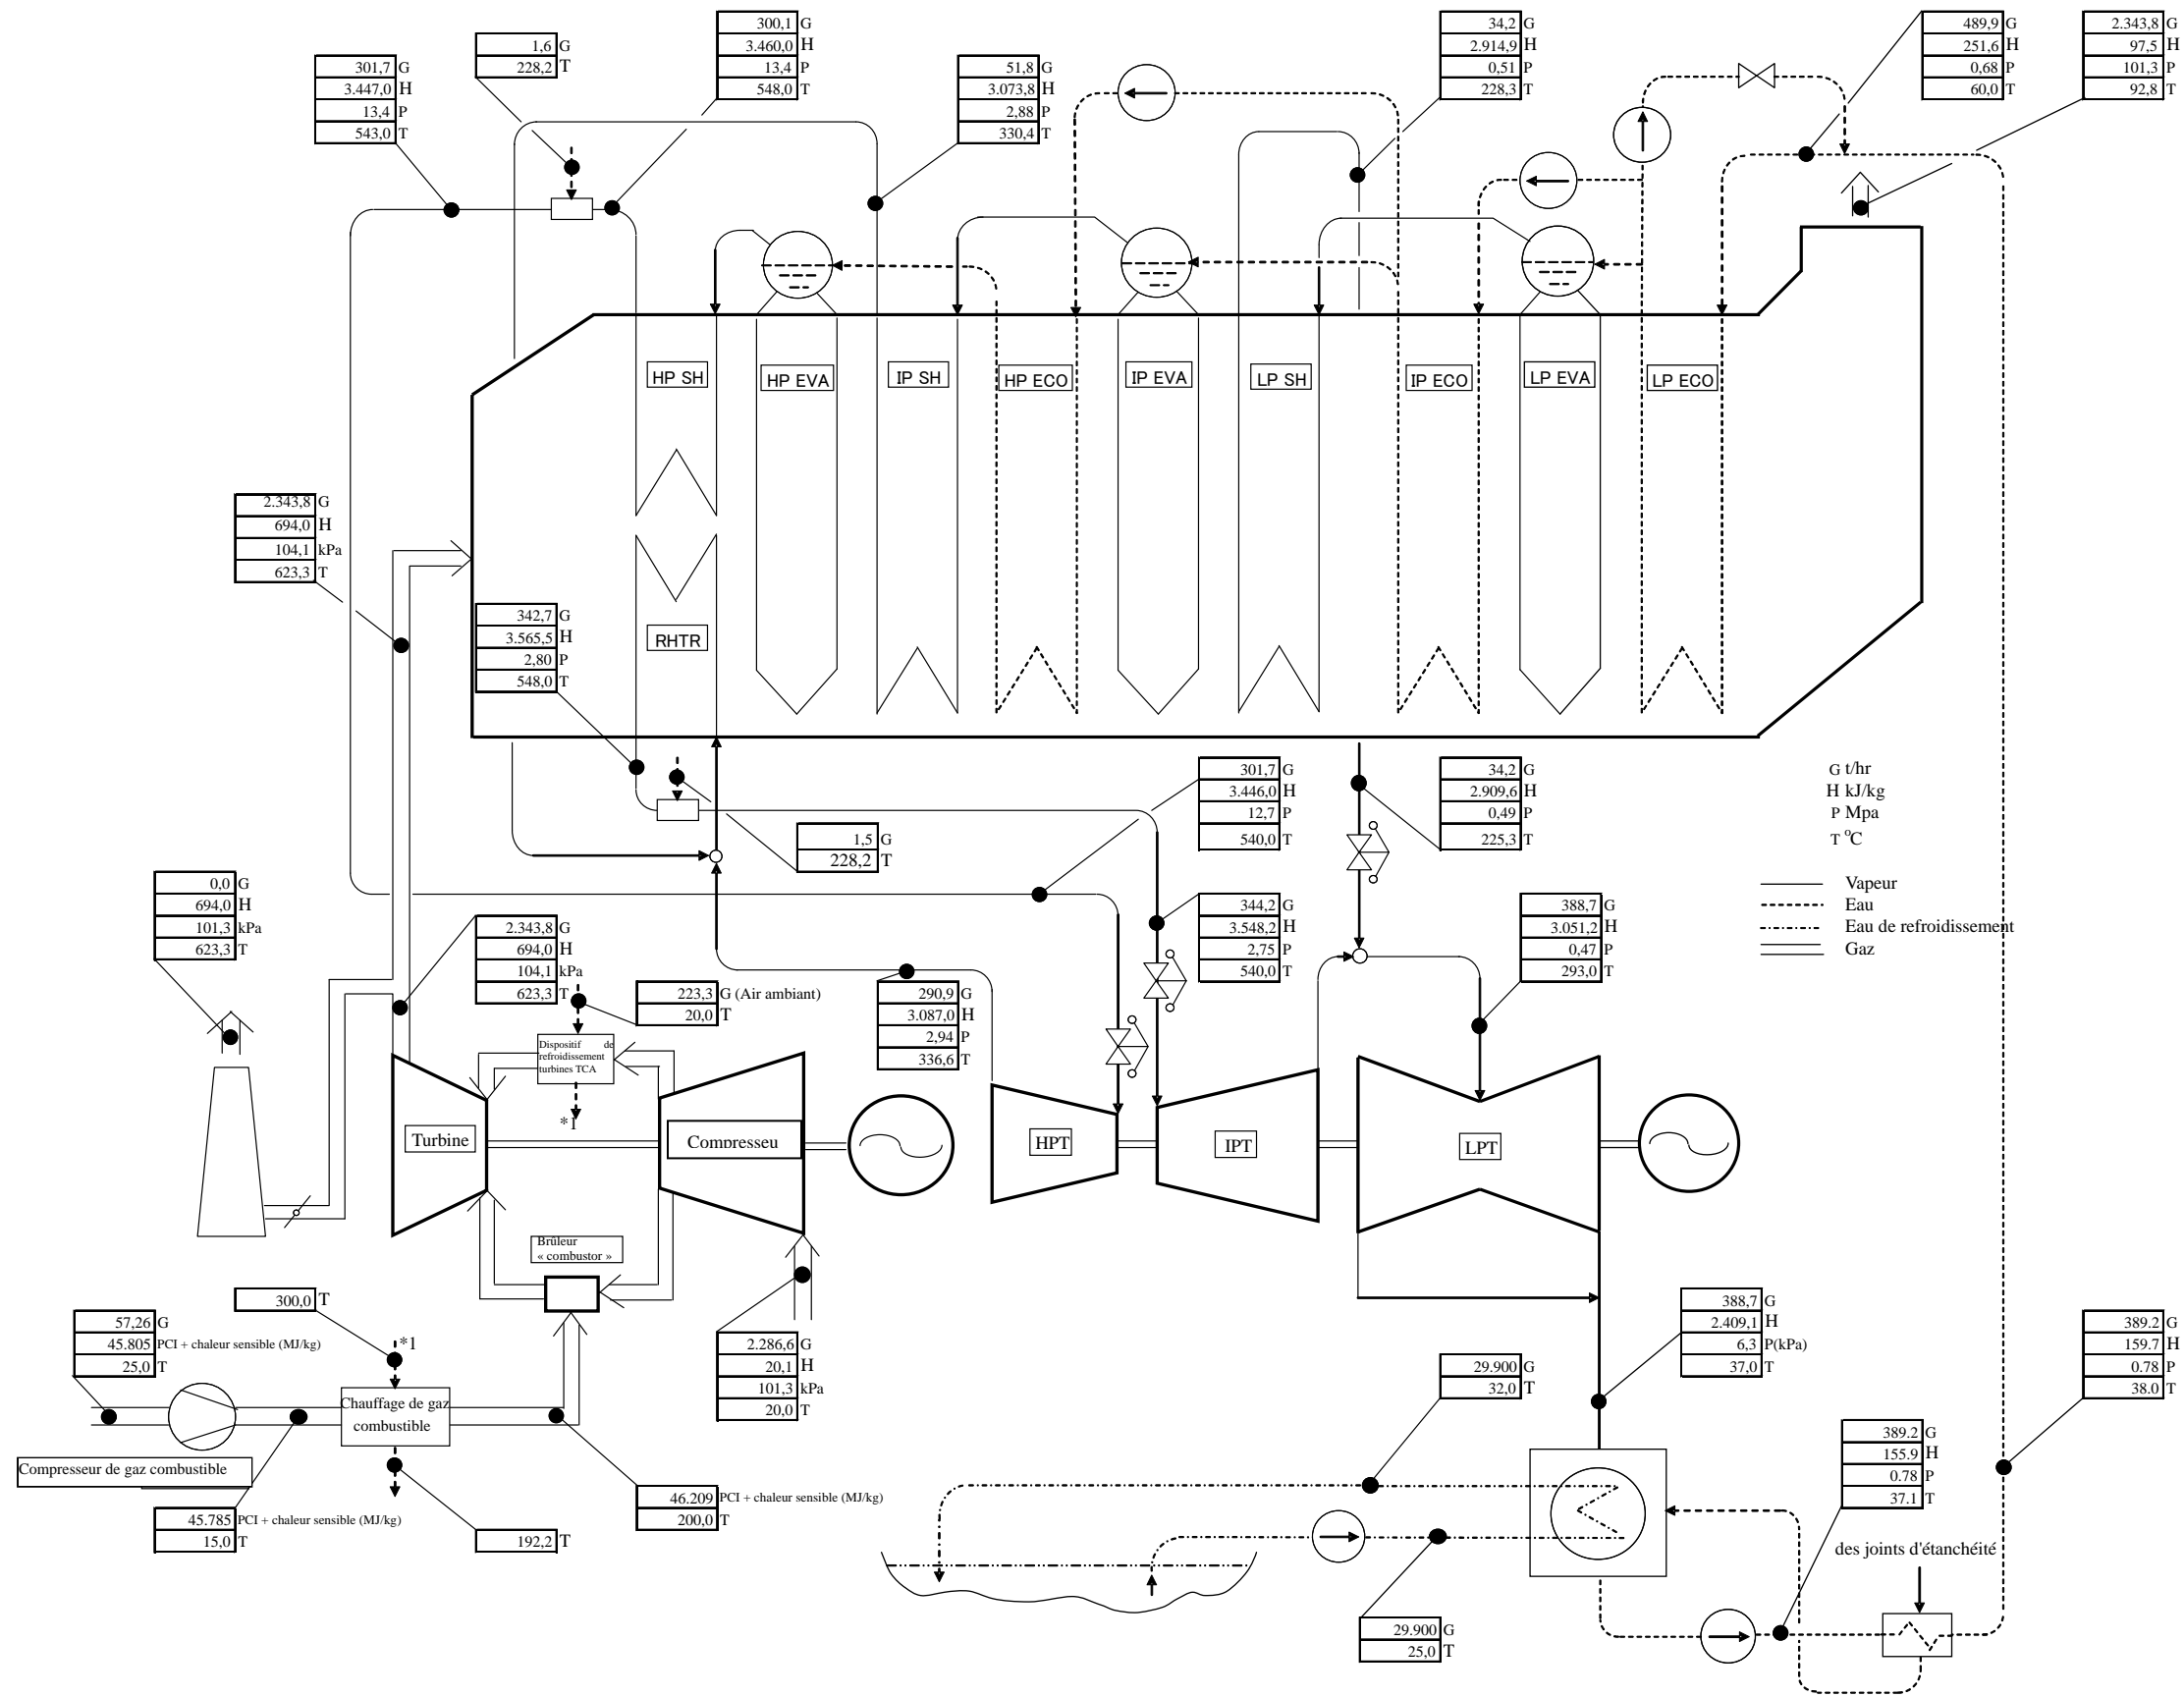 300,1 G
3.460,0 H
13,4 P
548,0 T
34,2 G
2.914,9 H
0,51 P
228,3 T
489,9 G
251,6 H
0,68 P
60,0 T
2.343,8 G
97,5 H
101,3 P
92,8 T
1,6 G
228,2 T
301,7 G
3.447,0 H
13,4 P
543,0 T
51,8 G
3.073,8 H
2,88 P
330,4 T
HP SH
HP EVA
IP SH
HP ECO
IP EVA
LP SH
IP ECO
LP EVA
LP ECO
2.343,8 G
694,0 H
104,1 kPa
623,3 T
342,7 G
3.565,5 H
2,80 P
548,0 T
RHTR
301,7 G
3.446,0 H
12,7 P
540,0 T
34,2 G
2.909,6 H
0,49 P
225,3 T
G t/hr
H kJ/kg
P Mpa
T °C
1,5 G
228,2 T
0,0 G
694,0 H
101,3 kPa
623,3 T
344,2 G
3.548,2 H
2,75 P
540,0 T
388,7 G
3.051,2 H
0,47 P
293,0 T
Vapeur
Eau
Eau de refroidissement
Gaz
2.343,8 G
694,0 H
104,1 kPa
623,3 T
223,3 G (Air ambiant)
20,0 T
290,9 G
3.087,0 H
2,94 P
336,6 T
Dispositif de
refroidissement
turbines TCA
*1
Turbine
Compresseu
HPT
IPT
LPT
Brûleur
« combustor »
300,0 T
57,26 G
45.805 PCI + chaleur sensible (MJ/kg)
25,0 T
*1
2.286,6 G
20,1 H
101,3 kPa
20,0 T
388,7 G
2.409,1 H
6,3 P(kPa)
37,0 T
389.2 G
159.7 H
0.78 P
38.0 T
29.900 G
32,0 T
Chauffage de gaz
combustible
389.2 G
155.9 H
0.78 P
37.1 T
Compresseur de gaz combustible
45.785 PCI + chaleur sensible (MJ/kg)
15,0 T
192,2 T
46.209 PCI + chaleur sensible (MJ/kg)
200,0 T
des joints d'étanchéité
29.900 G
25,0 T